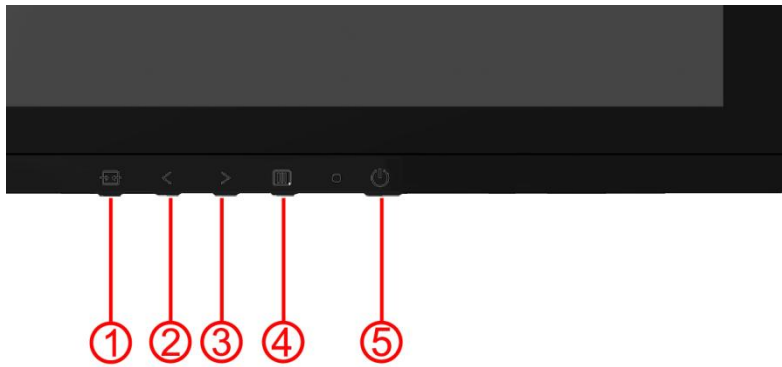 < >
① ② ③ ④ ⑤